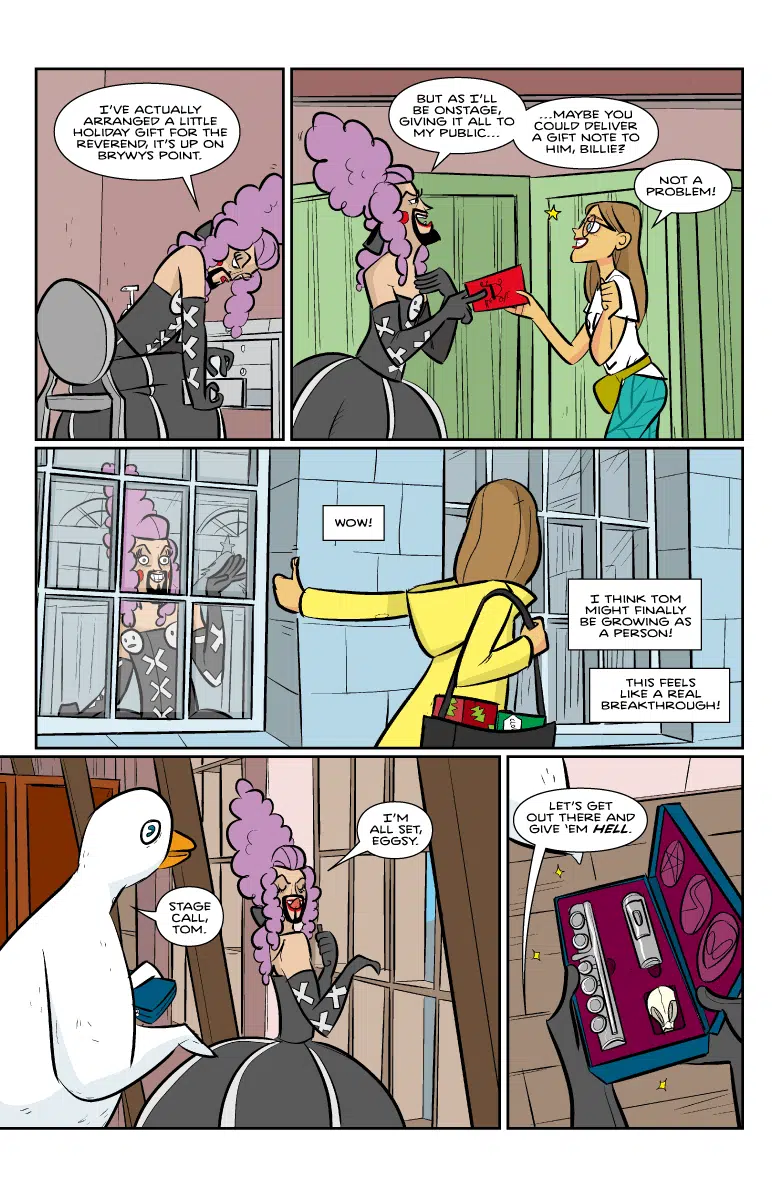 I'VE ACTUALLY
ARRANGED A LITTLE
HOLIDAY GIFT FOR THE
REVEREND, IT'S UP ON
BRYWYS POINT.
BUT AS I'LL
BE ONSTAGE,
GIVING IT ALL TO
MY PUBLIC...
...MAYBE YOU
COULD DELIVER
A GIFT NOTE TO
HIM, BILLIE?
NOT A
PROBLEM!
WOW!
I THINK TOM
MIGHT FINALLY
BE GROWING AS
A PERSON!
THIS FEELS
LIKE A REAL
BREAKTHROUGH!
STAGE
CALL,
TOM.
I'M
ALL SET,
EGGSY.
LET'S GET
OUT THERE AND
GIVE 'EM HELL.